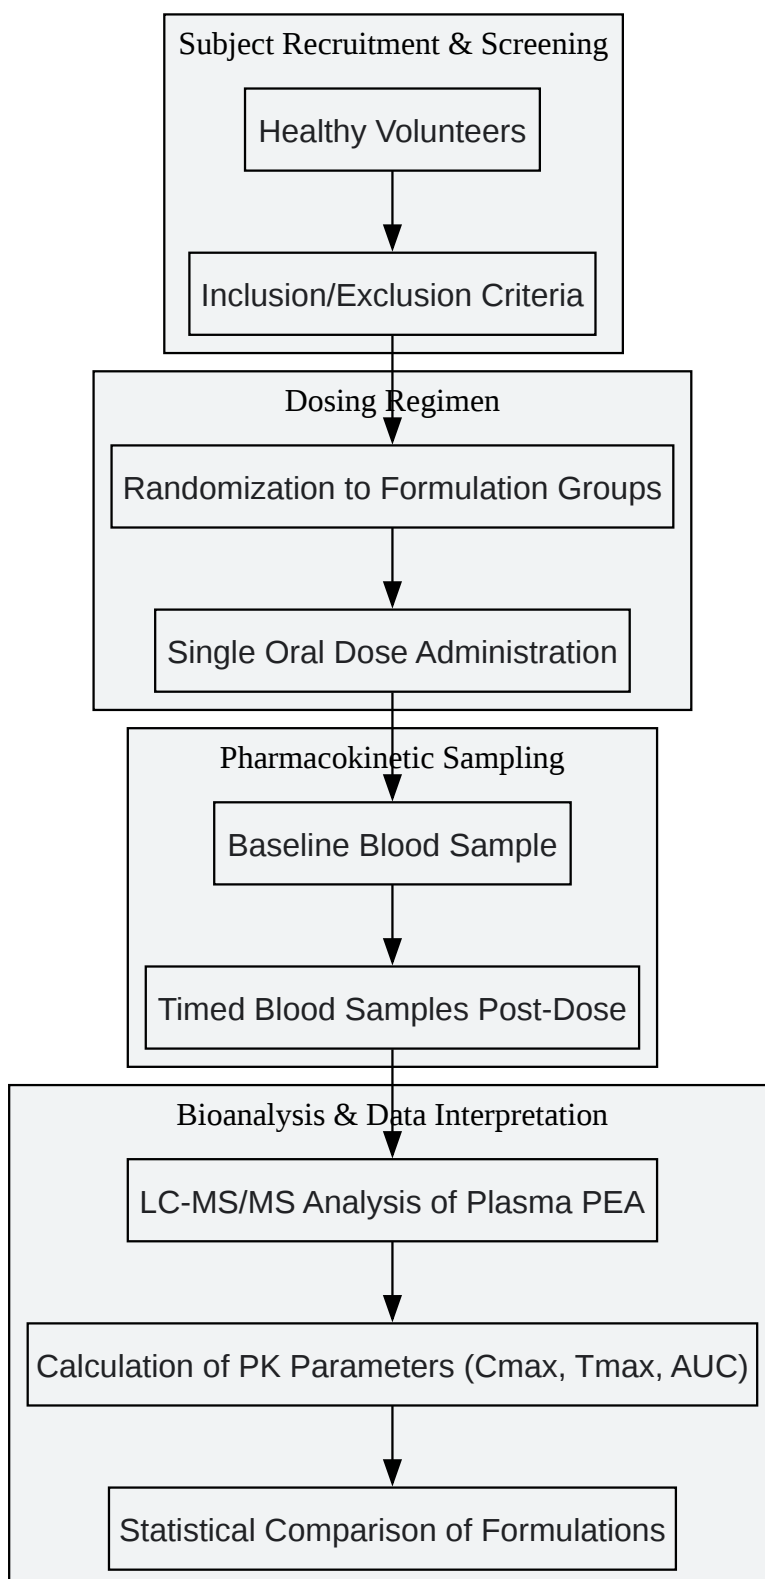 Subject Recruitment & Screening
Healthy Volunteers
Inclusion/Exclusion Criteria
Dosing Regimen
Randomization to Formulation Groups
Single Oral Dose Administration
Pharmacokinetic Sampling
Baseline Blood Sample
Timed Blood Samples Post-Dose
Bioanalysis & Data Interpretation
LC-MS/MS Analysis of Plasma PEA
Calculation of PK Parameters (Cmax, Tmax, AUC)
Statistical Comparison of Formulations